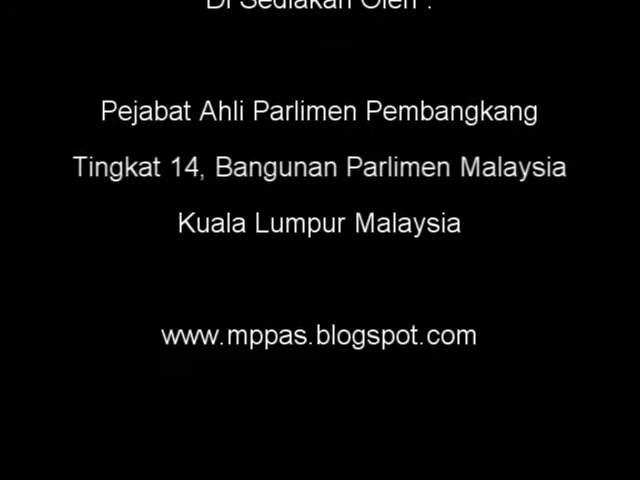 Di Sediakan Oleh :
Pejabat Ahli Parlimen Pembangkang
Tingkat 14, Bangunan Parlimen Malaysia
Kuala Lumpur Malaysia
www.mppas.blogspot.com